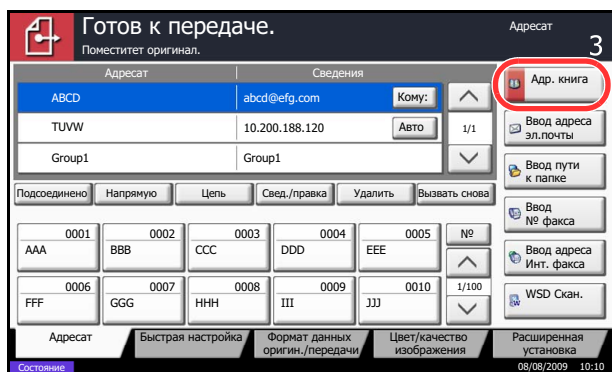 Готов к передаче.
Поместитет оригинал.
Адресат
3
Адресат Сведения
ABCD abcd@efg.com Кому:
TUVW 10.200.188.120 Авто 1/1
Group1 Group1
Адр. книга
Ввод адреса
эл.почты
Ввод пути
к папке
Ввод
№ факса
Ввод адреса
Инт. факса
WSD Скан.
Подсоединено Напрямую Цепь Свед./правка Удалить Вызвать снова
0001 0002 0003 0004 0005 №
AAA BBB CCC DDD EEE
0006 0007 0008 0009 0010 1/100
FFF GGG HHH III JJJ
Адресат Быстрая настройка Формат данных Цвет/качество Расширенная
оригин./передачи изображения установка
Состояние 08/08/2009 10:10